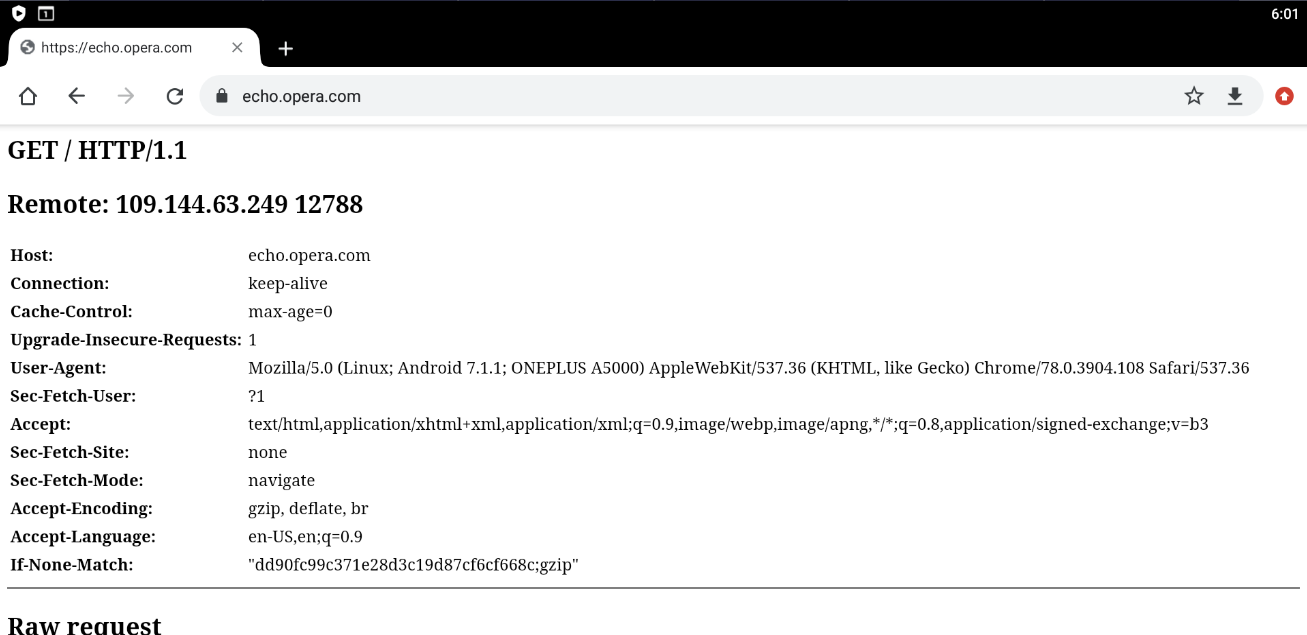 1
6:01
https://echo.opera.com
echo.opera.com
GET / HTTP/1.1
Remote: 109.144.63.249 12788
Host: echo.opera.com
Connection: keep-alive
Cache-Control: max-age=0
Upgrade-Insecure-Requests: 1
User-Agent: Mozilla/5.0 (Linux; Android 7.1.1; ONEPLUS A5000) AppleWebKit/537.36 (KHTML, like Gecko) Chrome/78.0.3904.108 Safari/537.36
Sec-Fetch-User: ?1
Accept: text/html,application/xhtml+xml,application/xml;q=0.9,image/webp,image/apng,*/*;q=0.8,application/signed-exchange;v=b3
Sec-Fetch-Site: none
Sec-Fetch-Mode: navigate
Accept-Encoding: gzip, deflate, br
Accept-Language: en-US,en;q=0.9
If-None-Match: "dd90fc99c371e28d3c19d87cf6cf668c;gzip"
Raw request